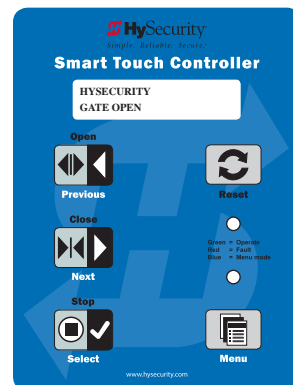 HySecurity
Simple. Reliable. Secure.
Smart Touch Controller
HYSECURITY
GATE OPEN
Open
Previous
Reset
Close
Next
Green = Operate
Red = Fault
Blue = Menu mode
Stop
Select
Menu
www.hysecurity.com